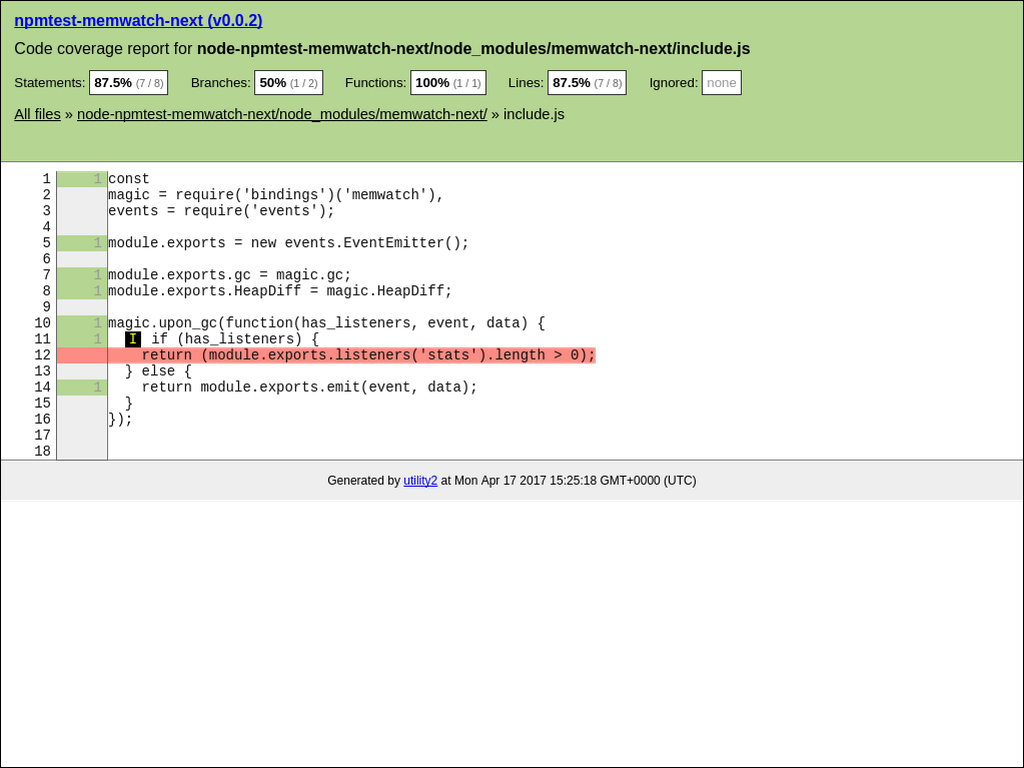 npmtest-memwatch-next (v0.0.2)
Code coverage report for node-npmtest-memwatch-next/node_modules/memwatch-next/include.js
Statements: 87.5% (7 / 8) Branches: 50% (1 / 2) Functions: 100% (1 / 1) Lines: 87.5% (7 / 8) Ignored: none
All files » node-npmtest-memwatch-next/node_modules/memwatch-next/ » include.js
1 1 const
2 magic = require('bindings')('memwatch'),
3 events = require('events');
4
5 1 module.exports = new events.EventEmitter();
6
7 1 module.exports.gc = magic.gc;
8 1 module.exports.HeapDiff = magic.HeapDiff;
9
10 1 magic.upon_gc(function(has_listeners, event, data) {
11 1 I if (has_listeners) {
12 return (module.exports.listeners('stats').length > 0);
13 } else {
14 1 return module.exports.emit(event, data);
15 }
16 });
17
18
Generated by utility2 at Mon Apr 17 2017 15:25:18 GMT+0000 (UTC)